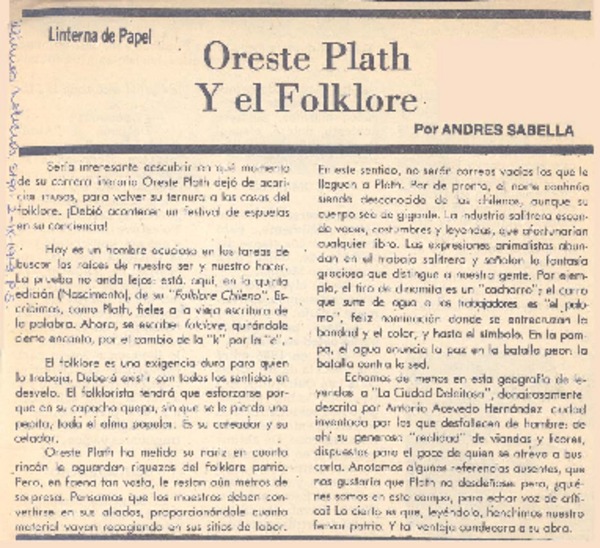 Linterna de Papel
Oreste Plath
Y el Folklore
Por ANDRES SABELLA
Sería interesante descubrir en qué momento
de su carrera literaria Oreste Plath dejó de acari-
ciar musas, para volver su ternura a las cosas del
folklore. ¡Debió acontecer un festival de espuelas
en su conciencia!
Hoy es un hombre acucioso en las tareas de
buscar las raíces de nuestro ser y nuestro hacer.
La prueba no anda lejos: está, aquí, en la quinta
edición (Nascimento), de su "Folklore Chileno". Es-
cribimos, como Plath, fieles a la vieja escritura de
la palabra. Ahora, se escribe: folclore, quitándole
cierto encanto, por el cambio de la "k" por la "c".
El folklore es una exigencia dura para quien
lo trabaja. Deberá existir con todos los sentidos en
desvelo. El folklorista tendrá que esforzarse por-
que en su capacho quepa, sin que se le pierda una
pepita, toda el alma popular. Es su cateador y su
celador.
Oreste Plath ha metido su nariz en cuanto
rincón le aguardan riquezas del folklore patrio.
Pero, en faena tan vasta, le restan aún metros de
sorpresa. Pensamos que los maestros deben con-
vertirse en sus aliados, proporcionándole cuanto
material vayan recogiendo en sus sitios de labor.
En este sentido, no serán correos vacíos los que le
lleguen a Plath. Por de pronto, el norte continúa
siendo desconocido de los chilenos, aunque su
cuerpo sea de gigante. La industria salitrera escon-
de voces, costumbres y leyendas, que afortunarían
cualquier libro. Las expresiones animalistas abun-
dan en el trabajo salitrero y señalan la fantasía
graciosa que distingue a nuestra gente. Por ejem-
plo, el tiro de dinamita es un "cachorro"; el carro
que surte de agua a los trabajadores es "el palo-
mo", feliz nominación donde se entrecruzan la
bondad y el color, y hasta el símbolo. En la pam-
pa, el agua anuncia la paz en la batalla peor: la
batalla contra la sed.
Echamos de menos en esta geografía de le-
yendas a "La Ciudad Deleitosa", donairosamente
descrita por Antonio Acevedo Hernández, ciudad
inventada por los que desfallecen de hambre: de
ahí su generosa "realidad" de viandas y licores,
dispuestos para el goce de quien se atreva a bus-
carla. Anotamos algunas referencias ausentes, que
nos gustaría que Plath no desdeñase: pero, ¿quié-
nes somos en este campo, para echar voz de críti-
ca? Lo cierto es que, leyéndolo, henchimos nuestro
fervor patrio. Y tal ventaja condecora a su obra.